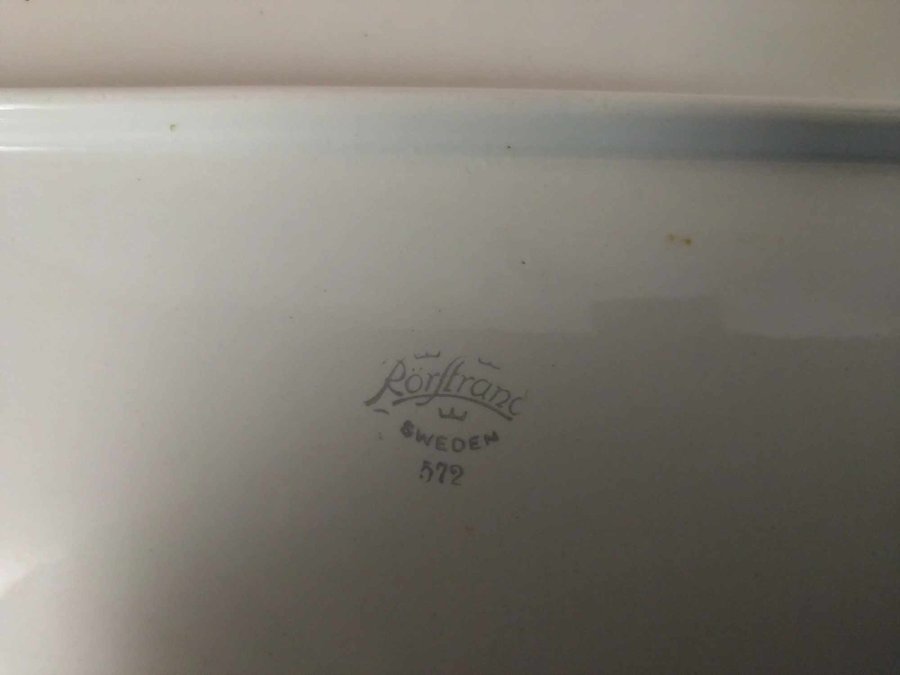 Rörstrand
SWEDEN
572